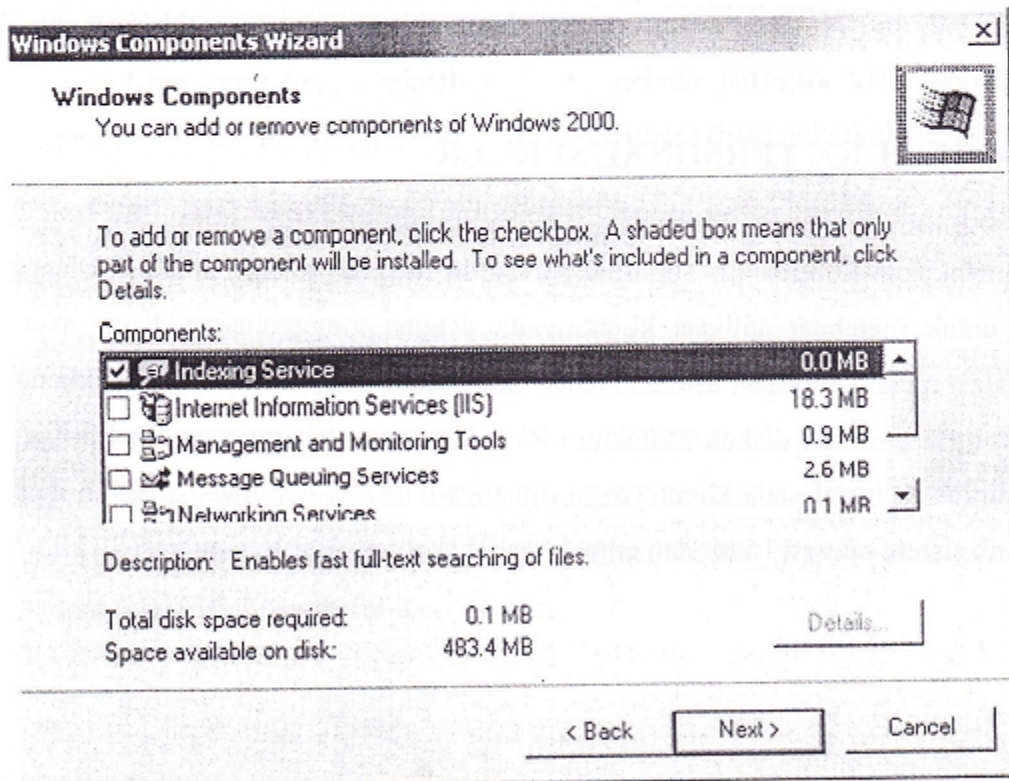 Windows Components Wizard
Windows Components
You can add or remove components of Windows 2000.
To add or remove a component, click the checkbox. A shaded box means that only
part of the component will be installed. To see what's included in a component, click
Details.
Components:
Indexing Service 0.0 MB
Internet Information Services (IIS) 18.3 MB
Management and Monitoring Tools 0.9 MB
Message Queuing Services 2.6 MB
Networking Services 0.1 MB
Description: Enables fast full-text searching of files.
Total disk space required: 0.1 MB
Space available on disk: 483.4 MB
Details...
< Back
Next >
Cancel